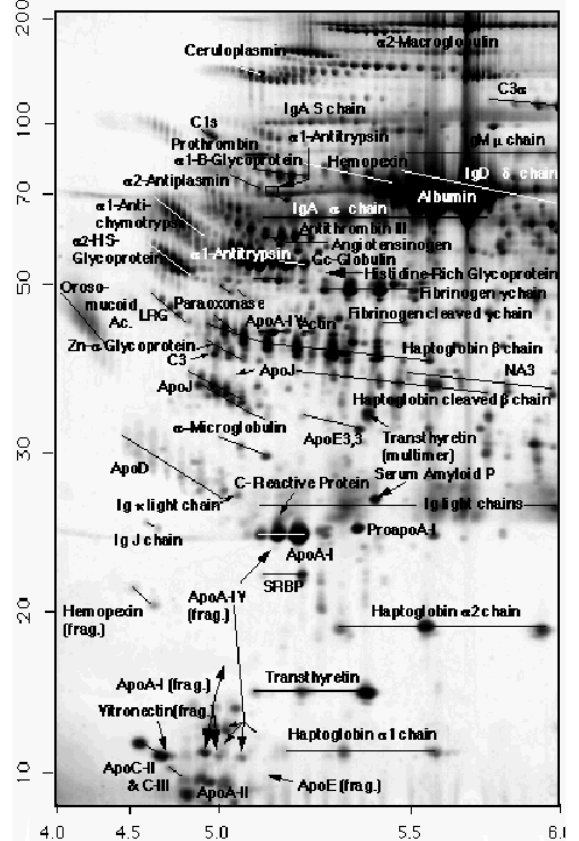 200
α2-Macroglobulin
Ceruloplasmin
C3α
100
IgA S chain
C1s
α1-Antitrypsin
Prothrombin
IgM μ chain
α1-B-Glycoprotein
Hemopexin
IgD δ chain
α2-Antiplasmin
70
Albumin
α1-Anti-
chymotrypsin
IgA α chain
Antithrombin III
α2-HS-
Glycoprotein
α1-Antitrypsin
Angiotensinogen
Gc-Globulin
Histidine-Rich Glycoprotein
50
Oroso-
mucoid
Ac.
Fibrinogen γchain
Paraoxonase
LRG
ApoA-IV
Actin
Fibrinogen cleaved γchain
Zn-α Glycoprotein
Haptoglobin β chain
C3
ApoJ
NA3
ApoJ
Haptoglobin cleaved β chain
α-Microglobulin
ApoE3,3
Transthyretin
(multimer)
30
ApoD
C-Reactive Protein
Serum Amyloid P
Ig κ light chain
Ig light chains
ProapoA-I
Ig J chain
ApoA-I
SRBP
ApoA-IV
(frag.)
20
Hemopexin
(frag.)
Haptoglobin α2 chain
ApoA-I (frag.)
Transthyretin
Vitronectin(frag.)
Haptoglobin α1 chain
ApoC-II
& C-III
ApoE (frag.)
10
ApoA-II
4.0 4.5 5.0 5.5 6.0